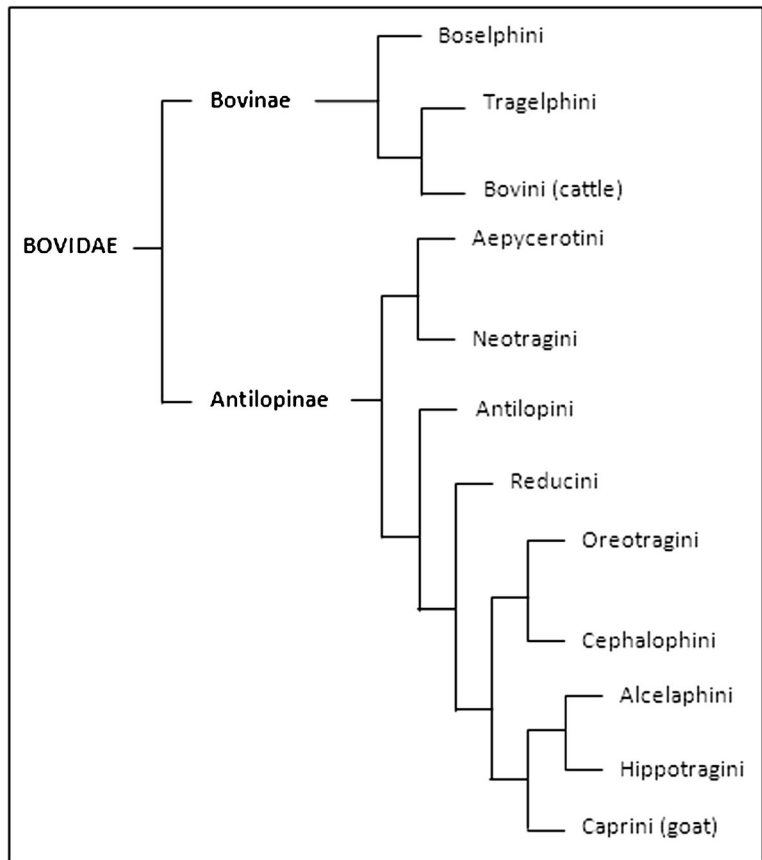 Boselphini
Bovinae
Tragelphini
Bovini (cattle)
BOVIDAE
Aepycerotini
Neotragini
Antilopinae
Antilopini
Reducini
Oreotragini
Cephalophini
Alcelaphini
Hippotragini
Caprini (goat)